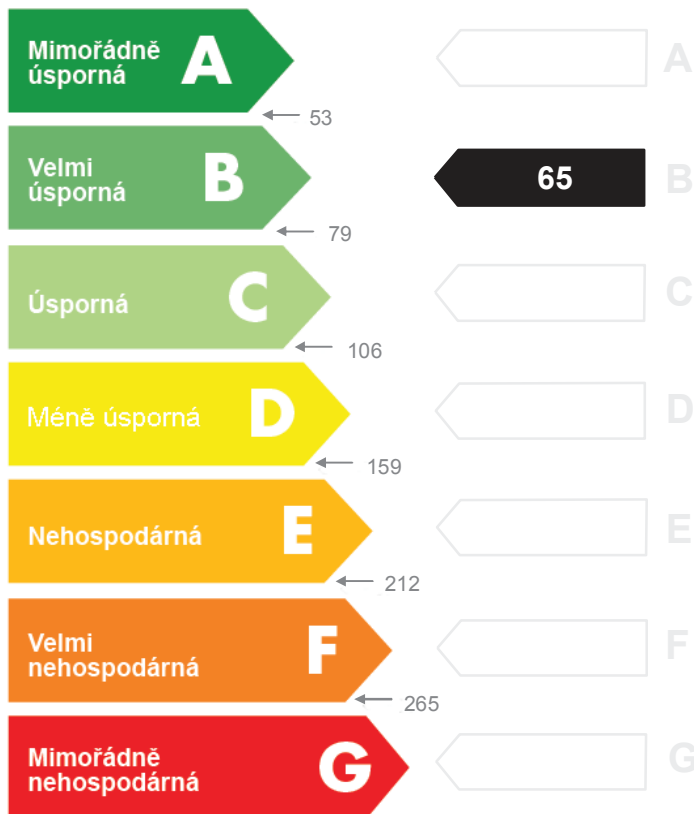 Mimořádně
úsporná
A
A
53
Velmi
úsporná
B
65
B
79
Úsporná
C
C
106
Méně úsporná
D
D
159
Nehospodárná
E
E
212
Velmi
nehospodárná
F
F
265
Mimořádně
nehospodárná
G
G